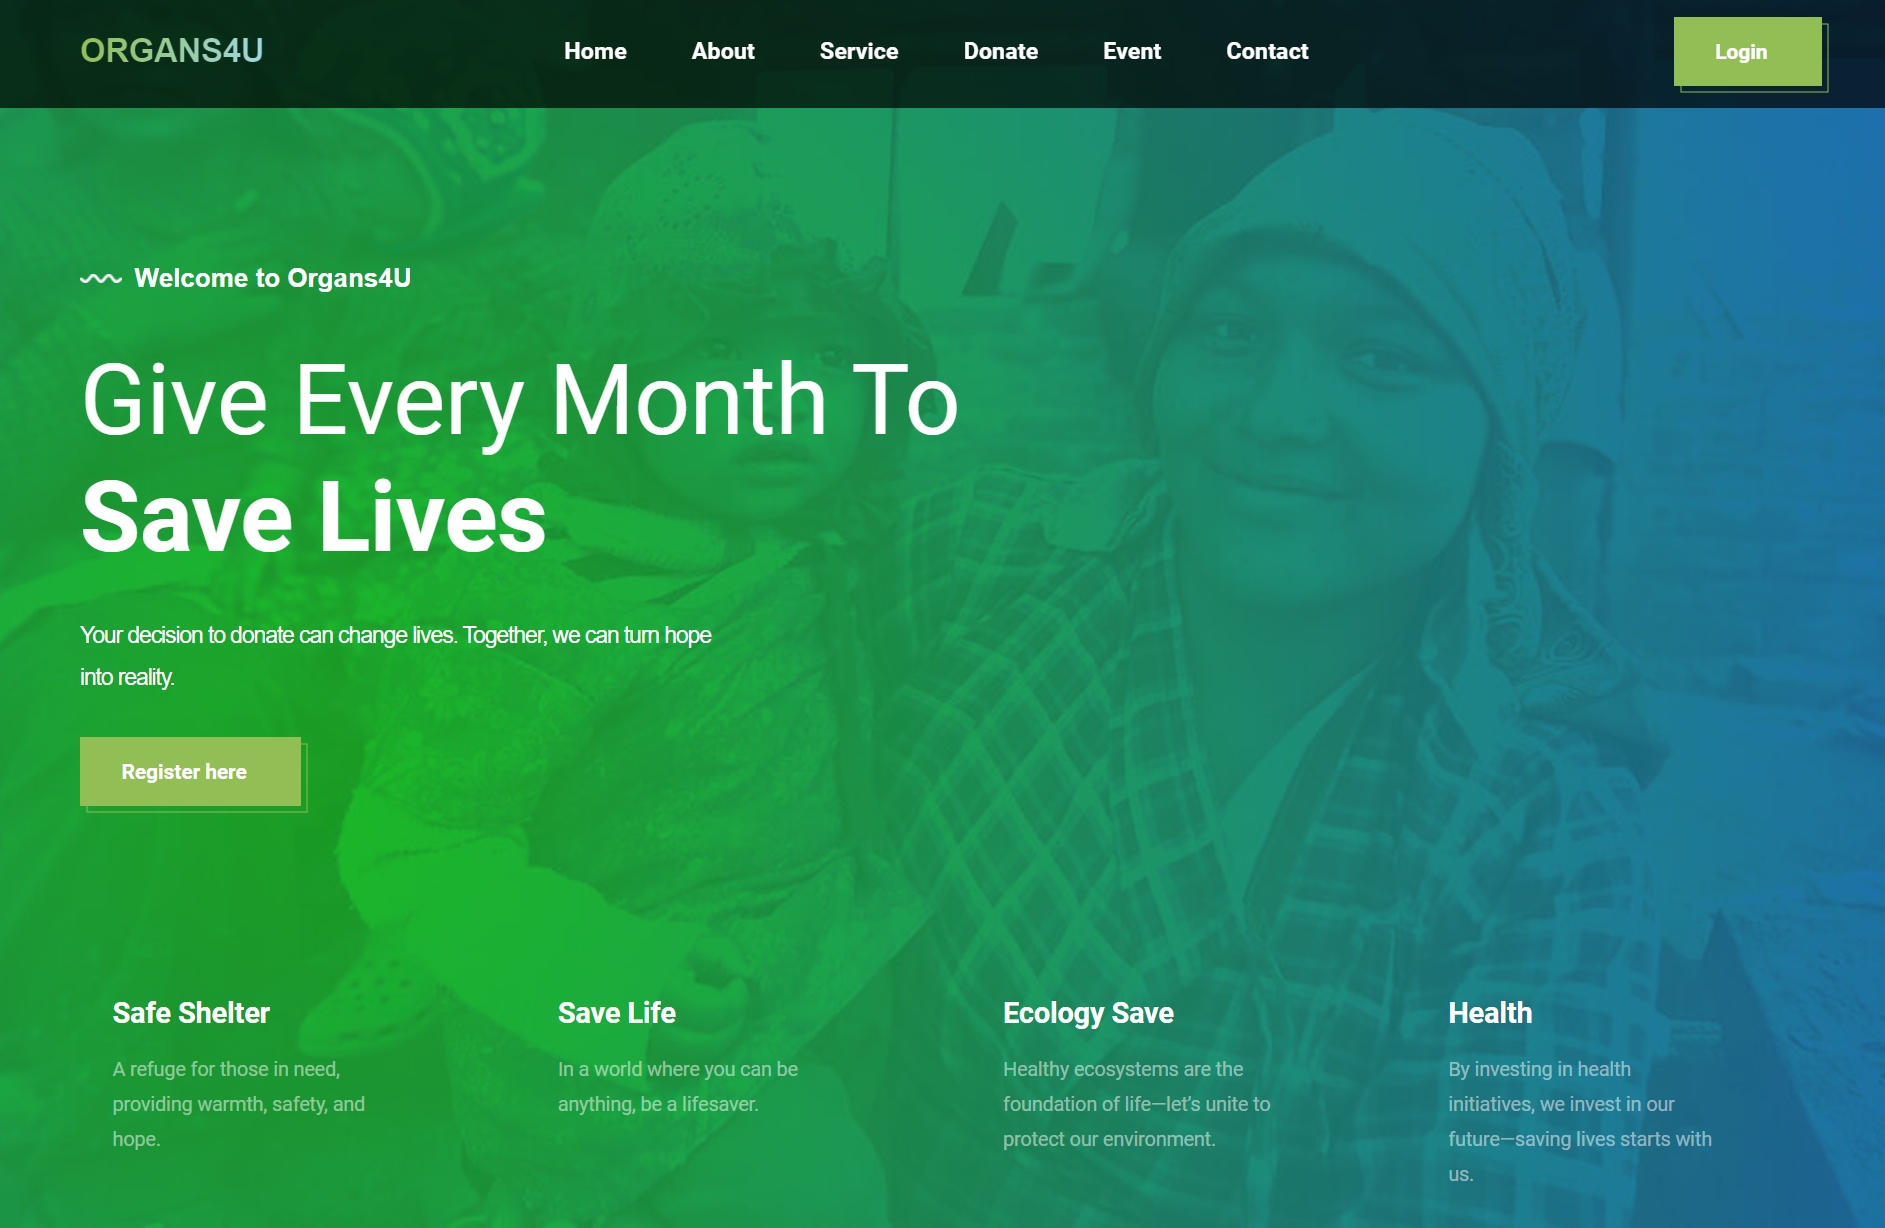 ORGANS4U
Home About Service Donate Event Contact
Login
Welcome to Organs4U
Give Every Month To
Save Lives
Your decision to donate can change lives. Together, we can turn hope
into reality.
Register here
Safe Shelter
A refuge for those in need,
providing warmth, safety, and
hope.
Save Life
In a world where you can be
anything, be a lifesaver.
Ecology Save
Healthy ecosystems are the
foundation of life—let’s unite to
protect our environment.
Health
By investing in health
initiatives, we invest in our
future—saving lives starts with
us.